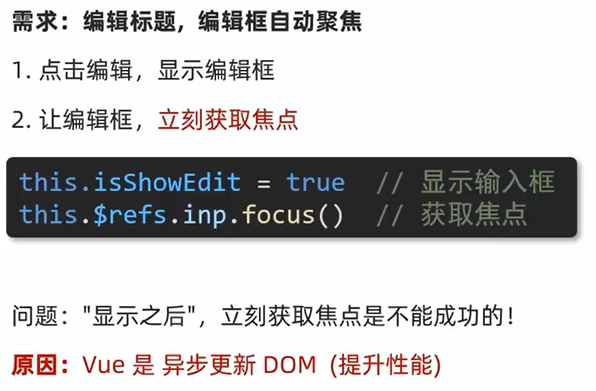 需求：编辑标题，编辑框自动聚焦
1. 点击编辑，显示编辑框
2. 让编辑框，立刻获取焦点
this.isShowEdit = true  // 显示输入框
this.$refs.inp.focus()  // 获取焦点
问题："显示之后"，立刻获取焦点是不能成功的！
原因：Vue 是 异步更新 DOM  (提升性能)